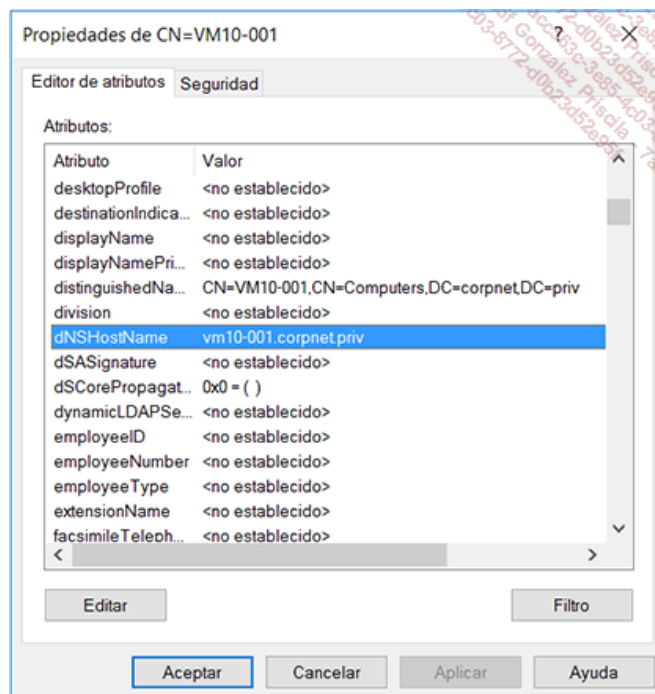 Propiedades de CN=VM10-001 ? ×
Editor de atributos Seguridad
Atributos:
Atributo Valor
desktopProfile <no establecido>
destinationIndica... <no establecido>
displayName <no establecido>
displayNamePri... <no establecido>
distinguishedNa... CN=VM10-001,CN=Computers,DC=corpnet,DC=priv
division <no establecido>
dNSHostName vm10-001.corpnet.priv
dSASignature <no establecido>
dSCorePropagat... 0x0 = ( )
dynamicLDAPSe... <no establecido>
employeeID <no establecido>
employeeNumber <no establecido>
employeeType <no establecido>
extensionName <no establecido>
facsimileTeleph... <no establecido>
Editar Filtro
Aceptar Cancelar Aplicar Ayuda